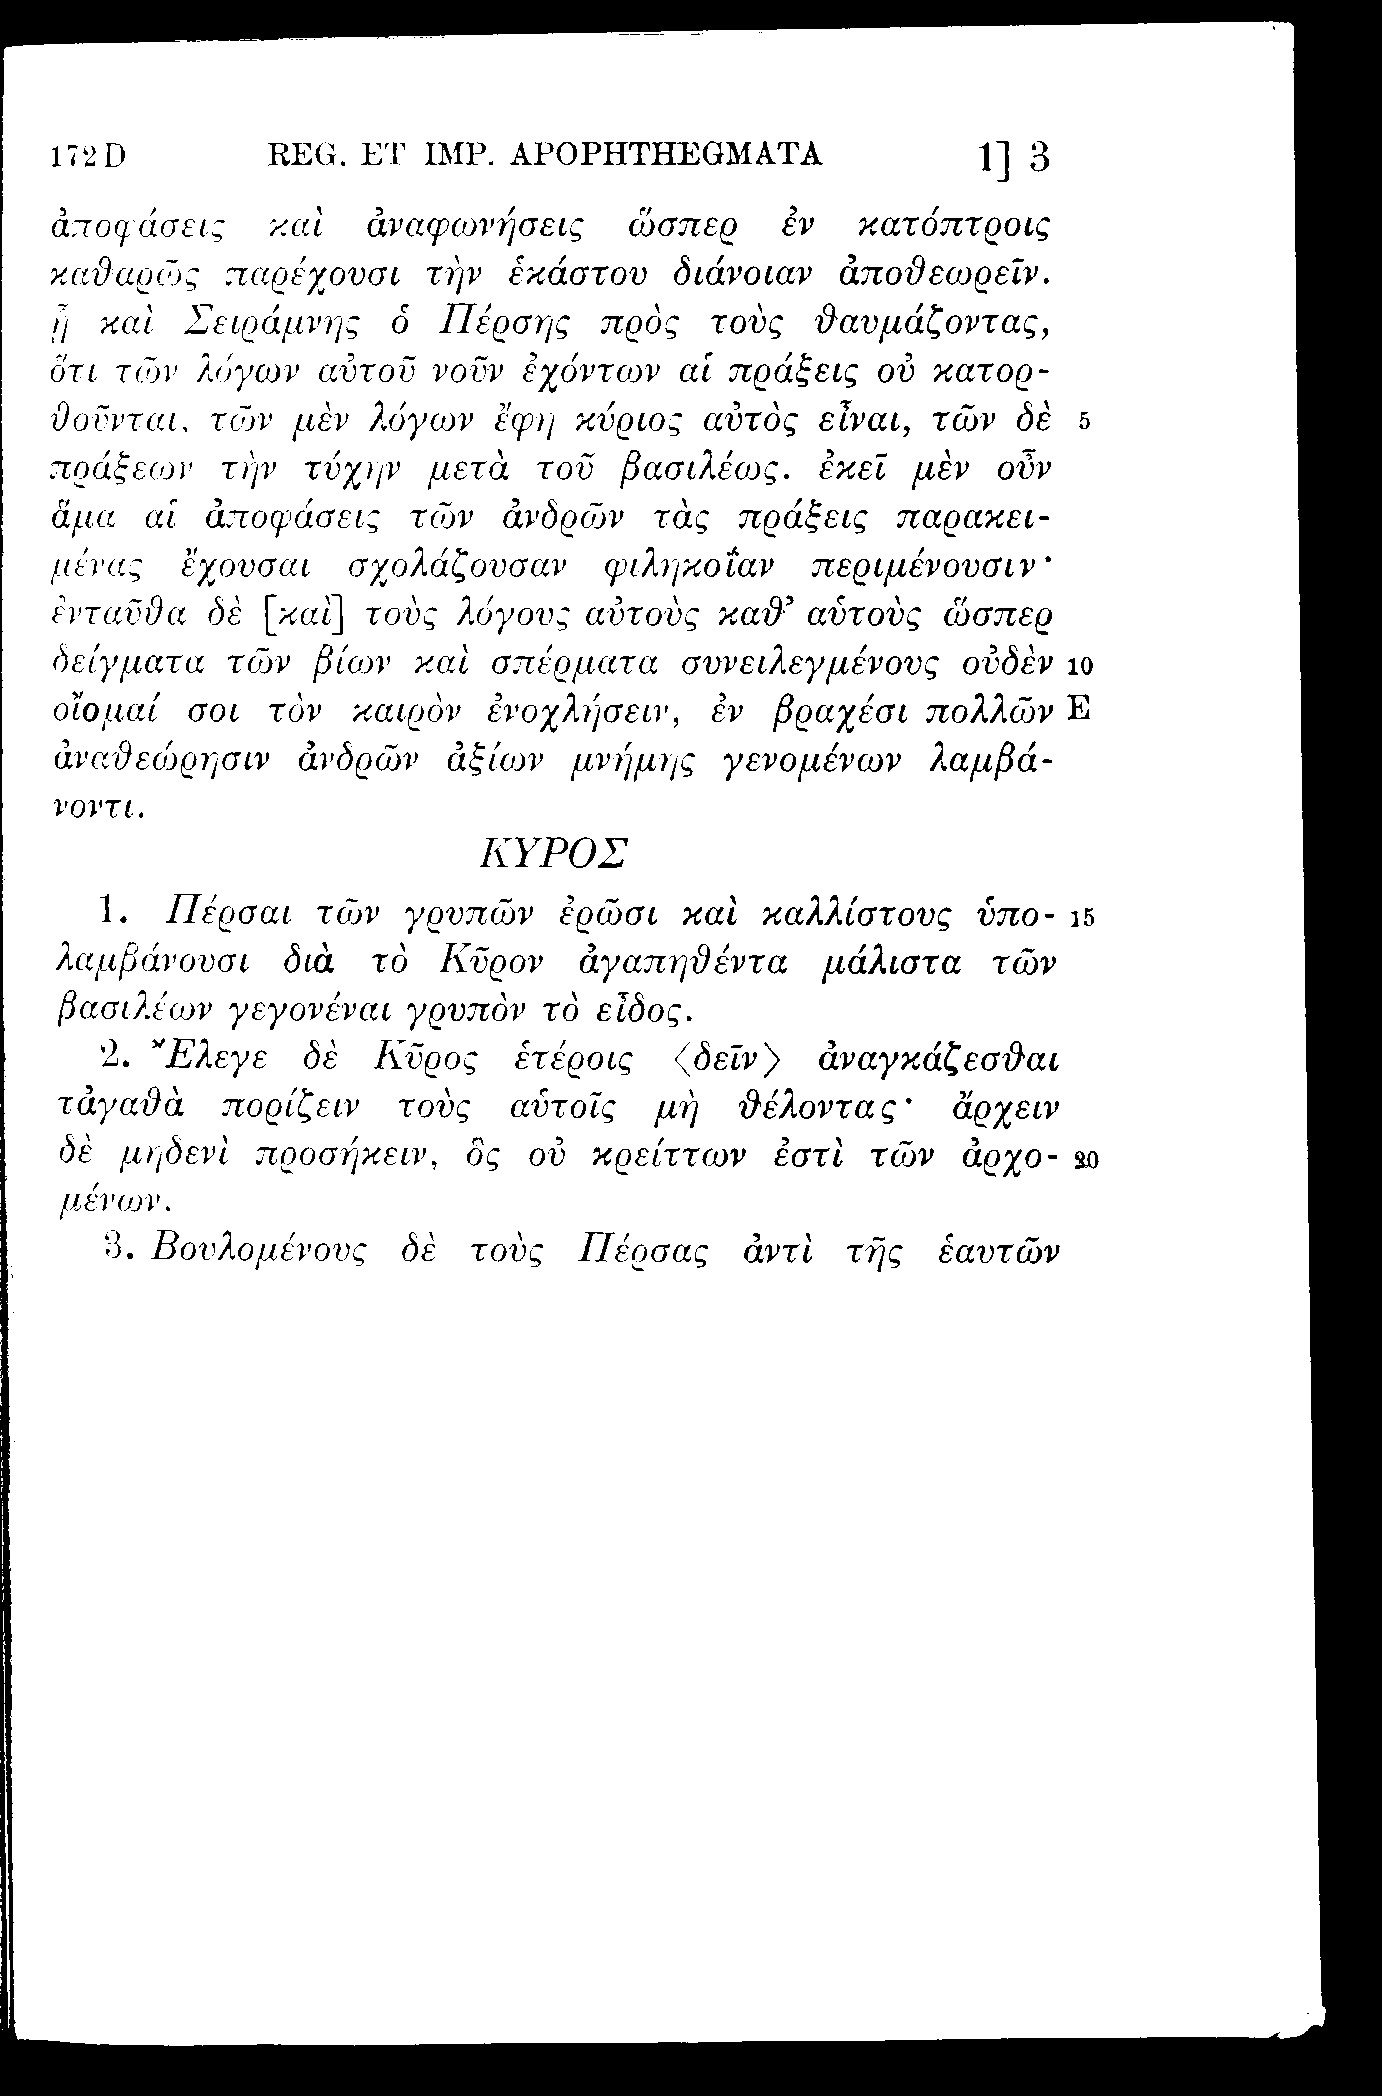 172 D REG. ET IMP. APOPHTHEGMATA 1] 3
ἀποφάσεις καὶ ἀναφωνήσεις ὥσπερ ἐν κατόπτροις
καθαρῶς παρέχουσι τὴν ἑκάστου διάνοιαν ἀποθεωρεῖν.
ᾗ καὶ Σειράμνης ὁ Πέρσης πρὸς τοὺς θαυμάζοντας,
ὅτι τῶν λόγων αὐτοῦ νοῦν ἐχόντων αἱ πράξεις οὐ κατορ-
θοῦνται, τῶν μὲν λόγων ἔφη κύριος αὐτὸς εἶναι, τῶν δὲ 5
πράξεων τὴν τύχην μετὰ τοῦ βασιλέως. ἐκεῖ μὲν οὖν
ἅμα αἱ ἀποφάσεις τῶν ἀνδρῶν τὰς πράξεις παρακει-
μένας ἔχουσαι σχολάζουσαν φιληκοΐαν περιμένουσιν·
ἐνταῦθα δὲ [καὶ] τοὺς λόγους αὐτοὺς καθ’ αὑτοὺς ὥσπερ
δείγματα τῶν βίων καὶ σπέρματα συνειλεγμένους οὐδὲν 10
οἴομαί σοι τὸν καιρὸν ἐνοχλήσειν, ἐν βραχέσι πολλῶν E
ἀναθεώρησιν ἀνδρῶν ἀξίων μνήμης γενομένων λαμβά-
νοντι.
ΚΥΡΟΣ
1. Πέρσαι τῶν γρυπῶν ἐρῶσι καὶ καλλίστους ὑπο- 15
λαμβάνουσι διὰ τὸ Κῦρον ἀγαπηθέντα μάλιστα τῶν
βασιλέων γεγονέναι γρυπὸν τὸ εἶδος.
2. Ἔλεγε δὲ Κῦρος ἑτέροις ⟨δεῖν⟩ ἀναγκάζεσθαι
τἀγαθὰ πορίζειν τοὺς αὑτοῖς μὴ θέλοντας· ἄρχειν
δὲ μηδενὶ προσήκειν, ὃς οὐ κρείττων ἐστὶ τῶν ἀρχο- 20
μένων.
3. Βουλομένους δὲ τοὺς Πέρσας ἀντὶ τῆς ἑαυτῶν